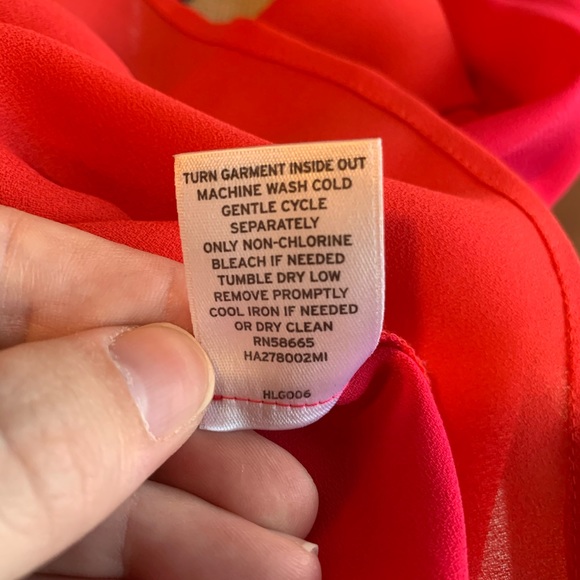 TURN GARMENT INSIDE OUT
MACHINE WASH COLD
GENTLE CYCLE
SEPARATELY
ONLY NON-CHLORINE
BLEACH IF NEEDED
TUMBLE DRY LOW
REMOVE PROMPTLY
COOL IRON IF NEEDED
OR DRY CLEAN
RN58665
HA278002MI
HLG006